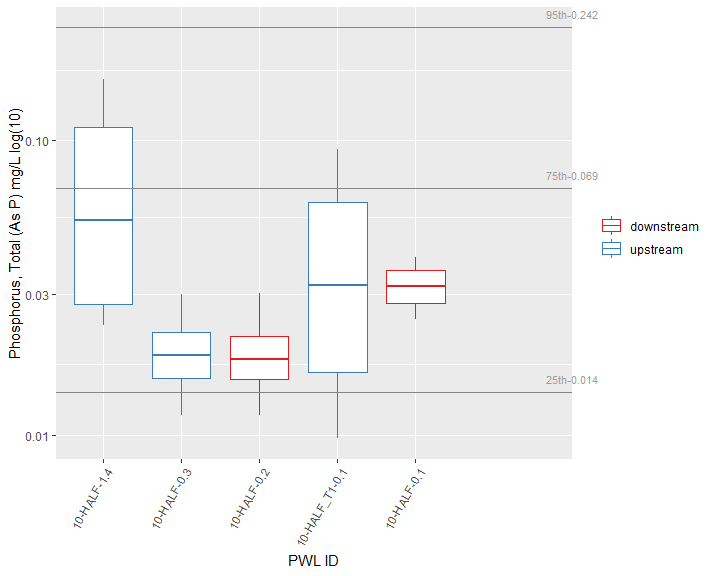 95th-0.242
0.10
75th-0.069
0.03
25th-0.014
0.01
Phosphorus, Total (As P) mg/L log(10)
10-HALF-1.4
10-HALF-0.3
10-HALF-0.2
10-HALF_T1-0.1
10-HALF-0.1
PWL ID
downstream
upstream